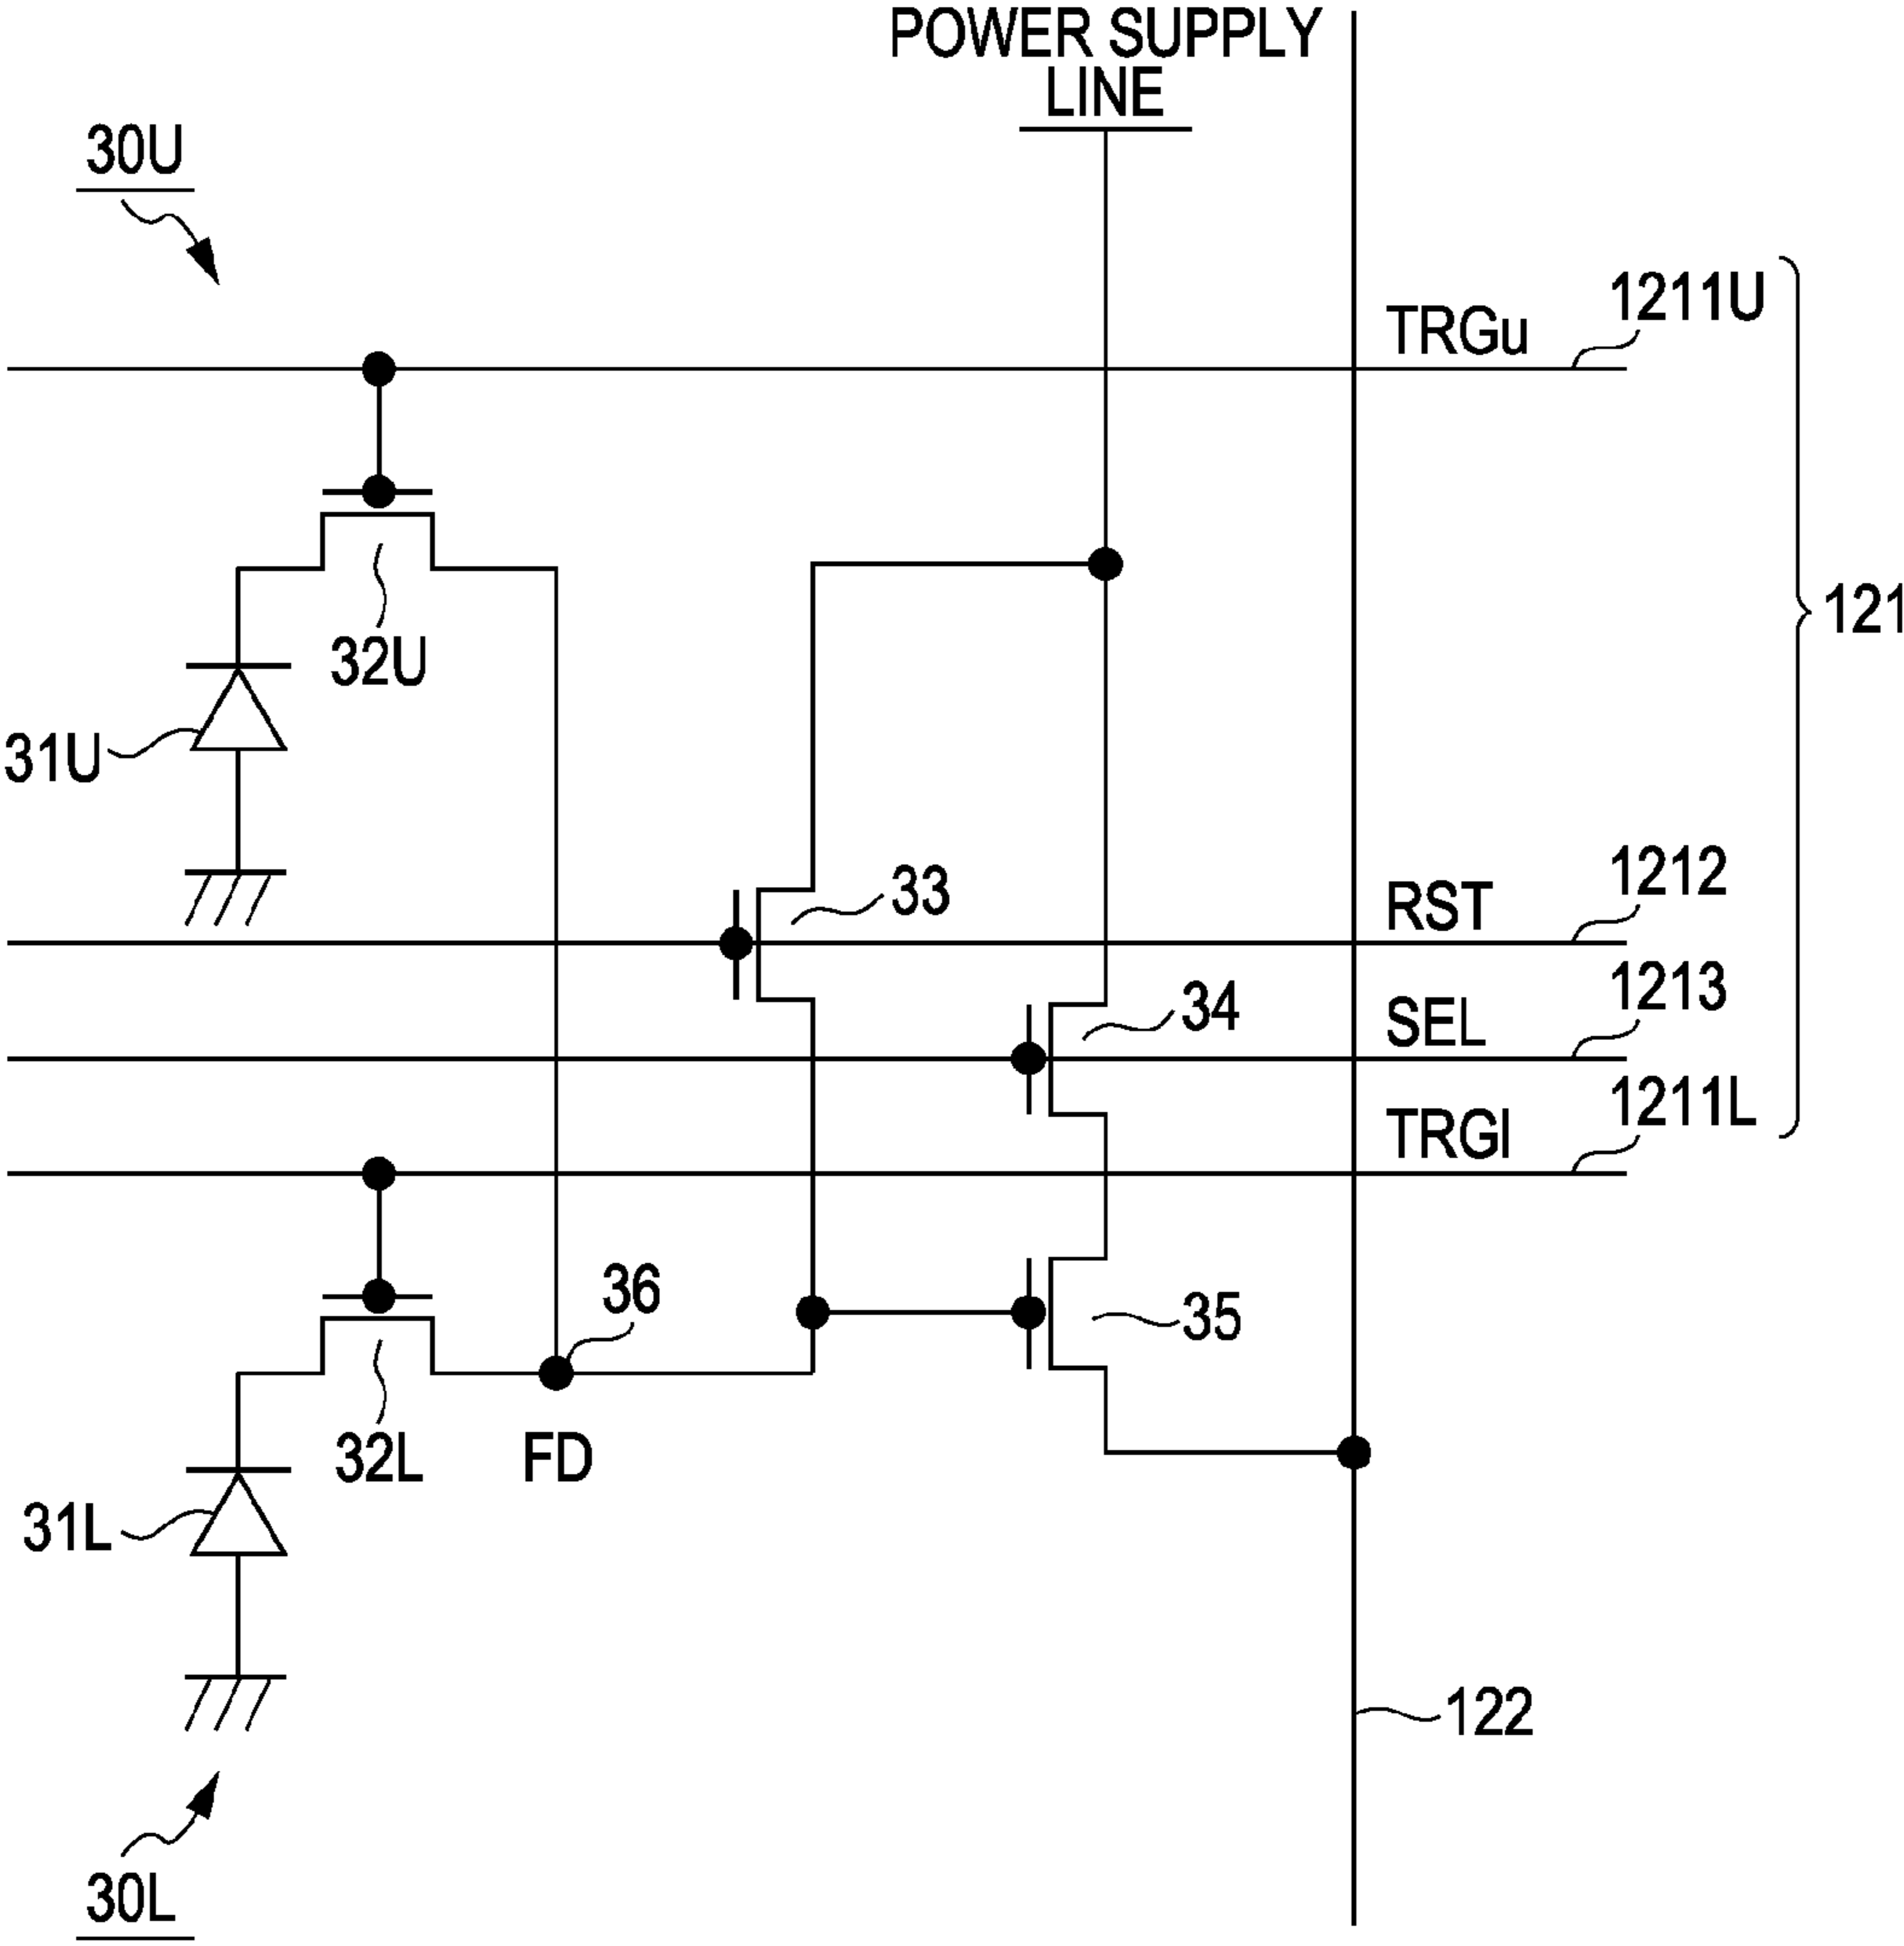 POWER SUPPLY
LINE
30U
1211U
TRGu
121
32U
31U
33
1212
RST
1213
34
SEL
1211L
TRGl
36
35
32L
FD
31L
122
30L